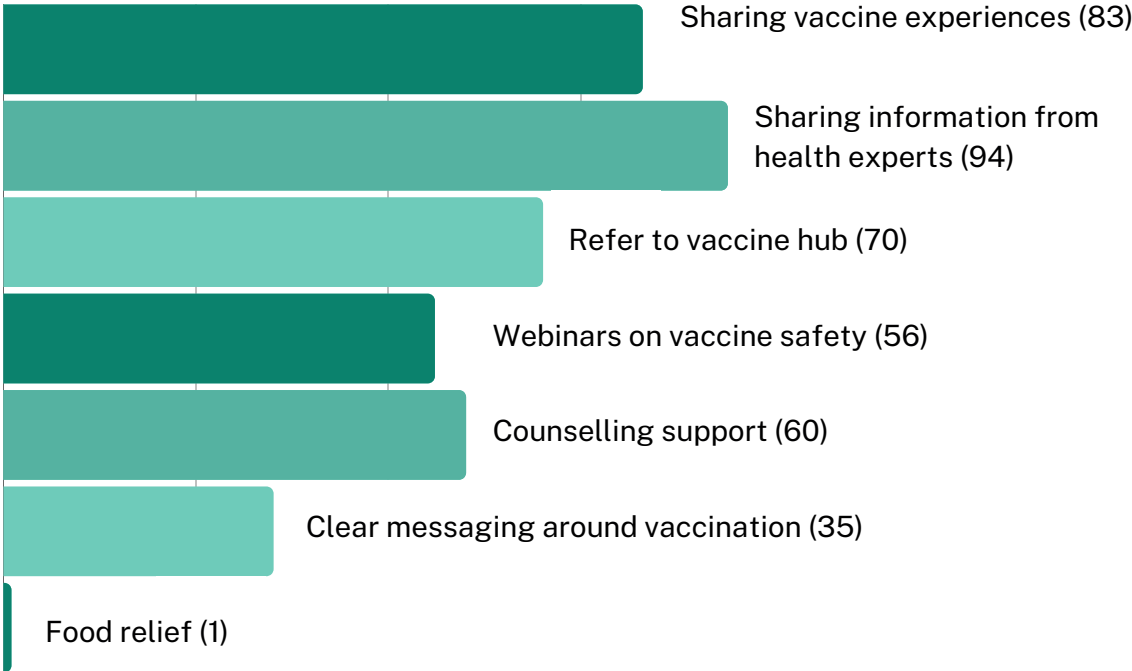 Sharing vaccine experiences (83)
Sharing information from
health experts (94)
Refer to vaccine hub (70)
Webinars on vaccine safety (56)
Counselling support (60)
Clear messaging around vaccination (35)
Food relief (1)